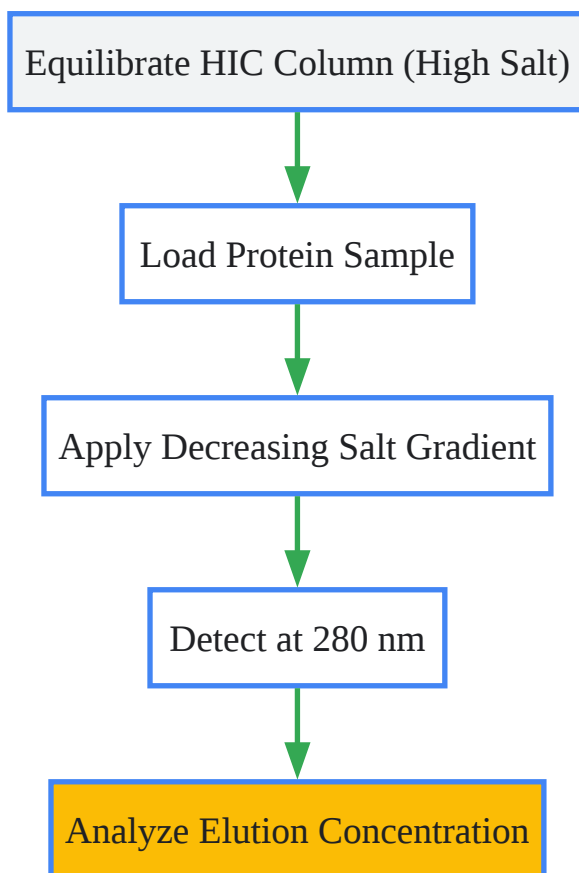 Equilibrate HIC Column (High Salt)
Load Protein Sample
Apply Decreasing Salt Gradient
Detect at 280 nm
Analyze Elution Concentration